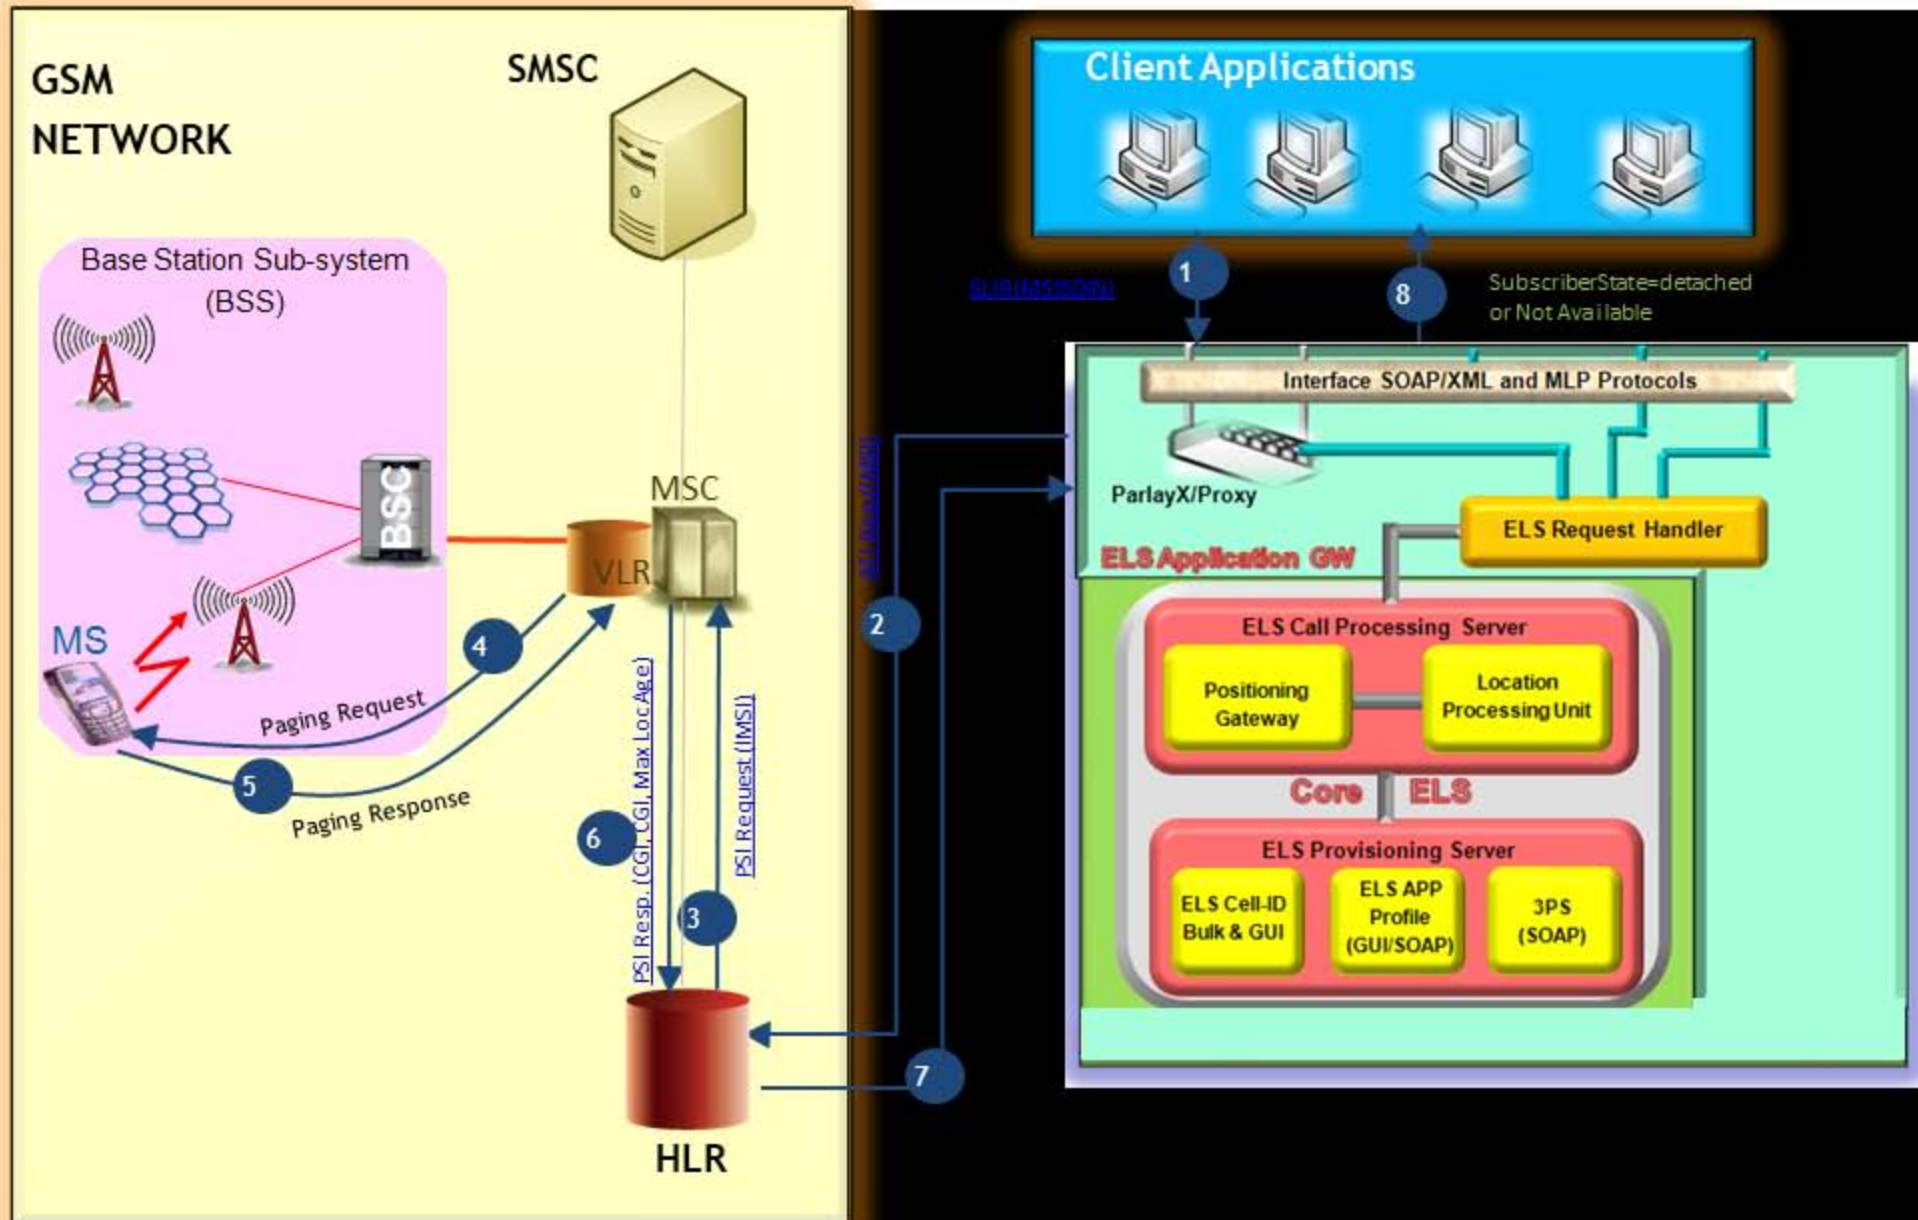 GSM
NETWORK
SMSC
Base Station Sub-system
(BSS)
BSC
MSC
VLR
MS
4
Paging Request
5
Paging Response
6
PSI Resp. (CGI, CGI, Max Loc Age)
3
PSI Request (IMSI)
HLR
Client Applications
SLIR(MSISDN)
1
8
SubscriberState=detached
or Not Available
2
7
Interface SOAP/XML and MLP Protocols
ParlayX/Proxy
ELS Request Handler
ELS Application GW
ELS Call Processing Server
Positioning
Gateway
Location
Processing Unit
Core ELS
ELS Provisioning Server
ELS Cell-ID
Bulk & GUI
ELS APP
Profile
(GUI/SOAP)
3PS
(SOAP)